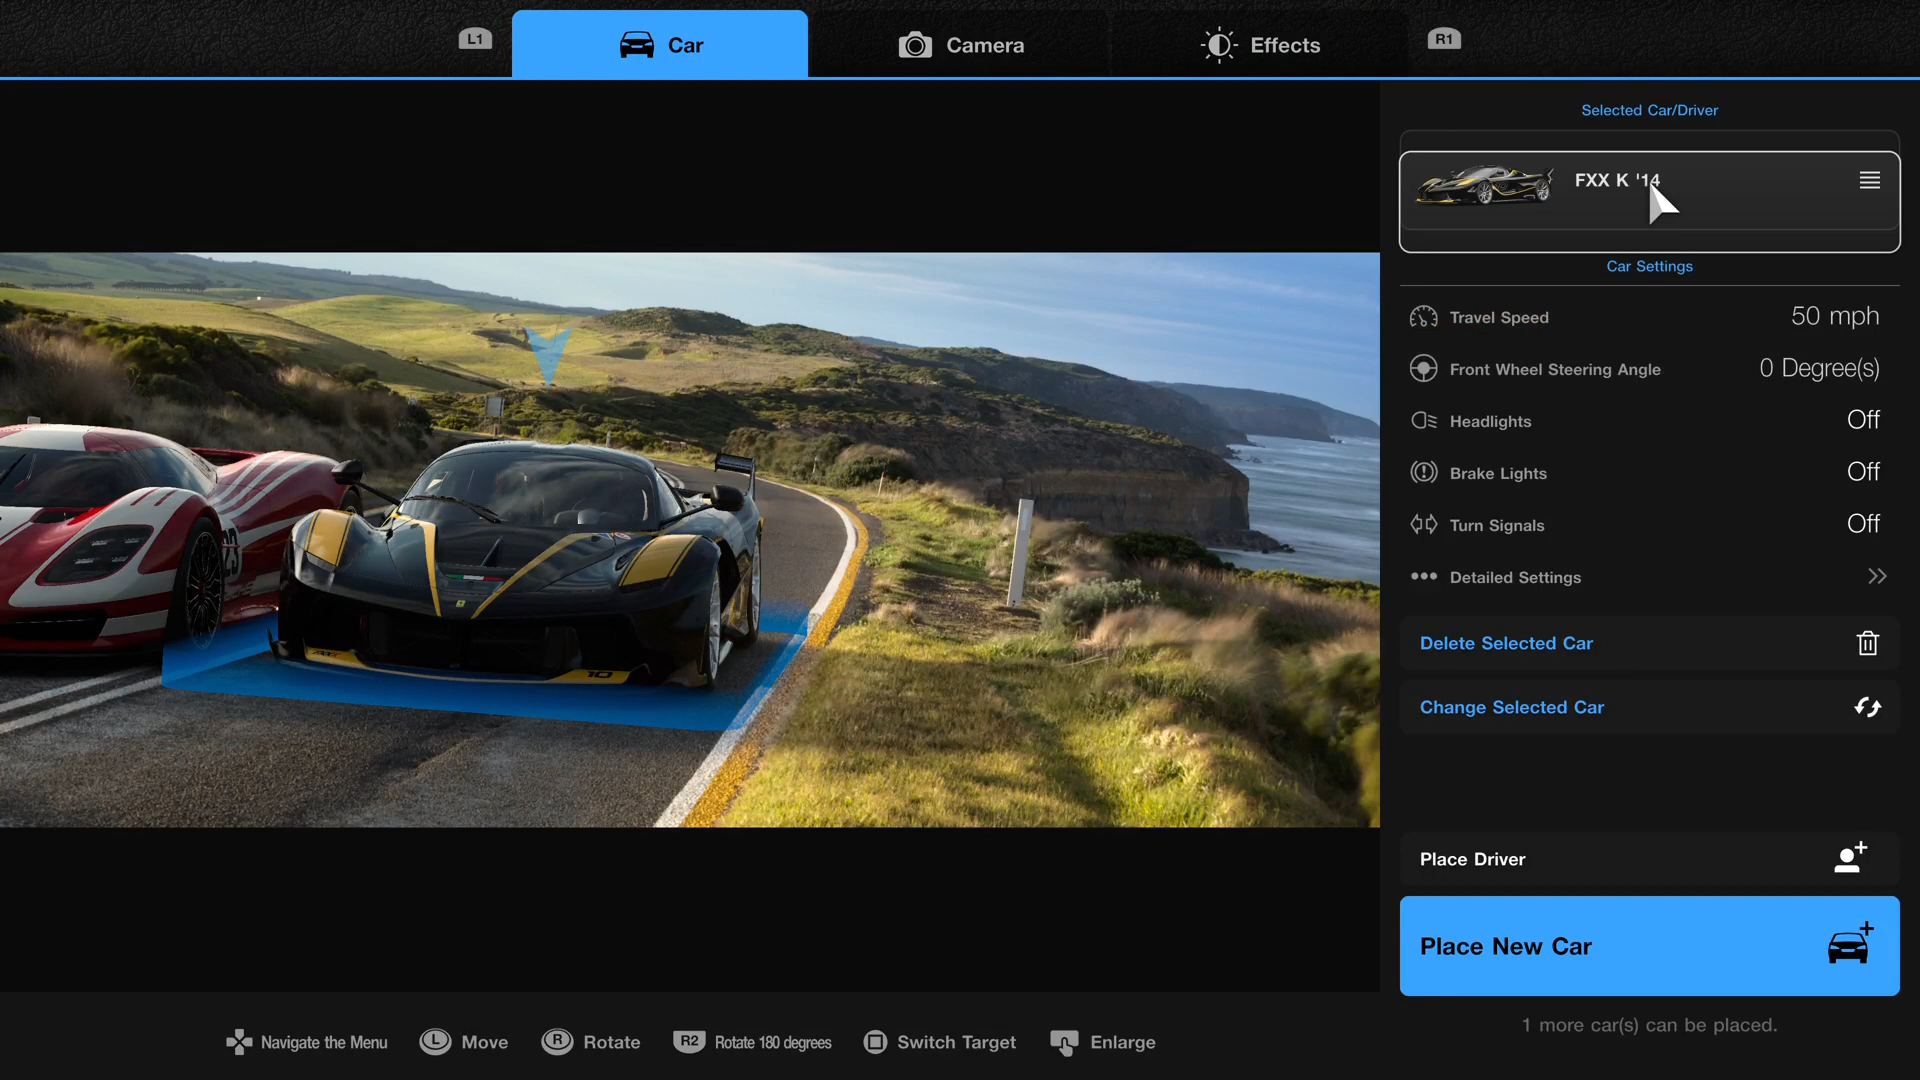 L1
Car
Camera
Effects
R1
Selected Car/Driver
FXX K '14
Car Settings
Travel Speed
50 mph
Front Wheel Steering Angle
0 Degree(s)
Headlights
Off
Brake Lights
Off
Turn Signals
Off
Detailed Settings
Delete Selected Car
Change Selected Car
Place Driver
Place New Car
1 more car(s) can be placed.
10
Navigate the Menu
L Move
R Rotate
R2 Rotate 180 degrees
Switch Target
Enlarge